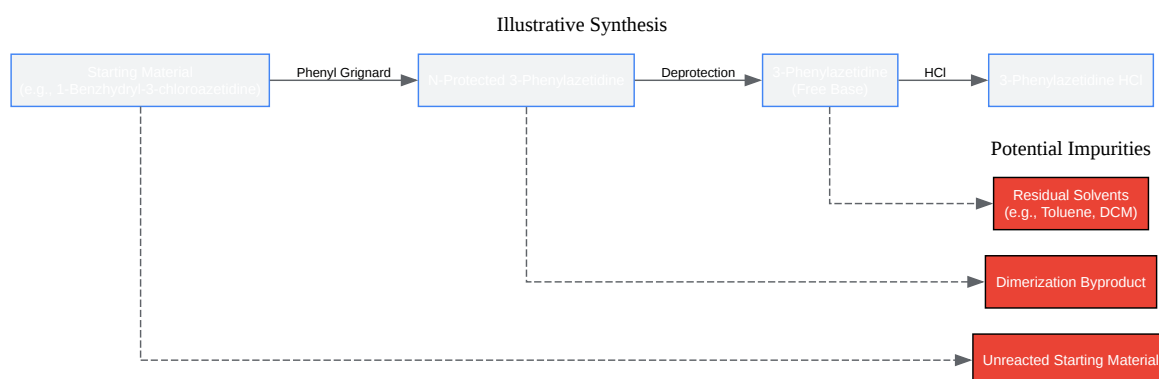 Illustrative Synthesis
Starting Material
(e.g., 1-Benzhydryl-3-chloroazetidine)
Phenyl Grignard
N-Protected 3-Phenylazetidine
Deprotection
3-Phenylazetidine
(Free Base)
HCl
3-Phenylazetidine HCl
Potential Impurities
Residual Solvents
(e.g., Toluene, DCM)
Dimerization Byproduct
Unreacted Starting Material